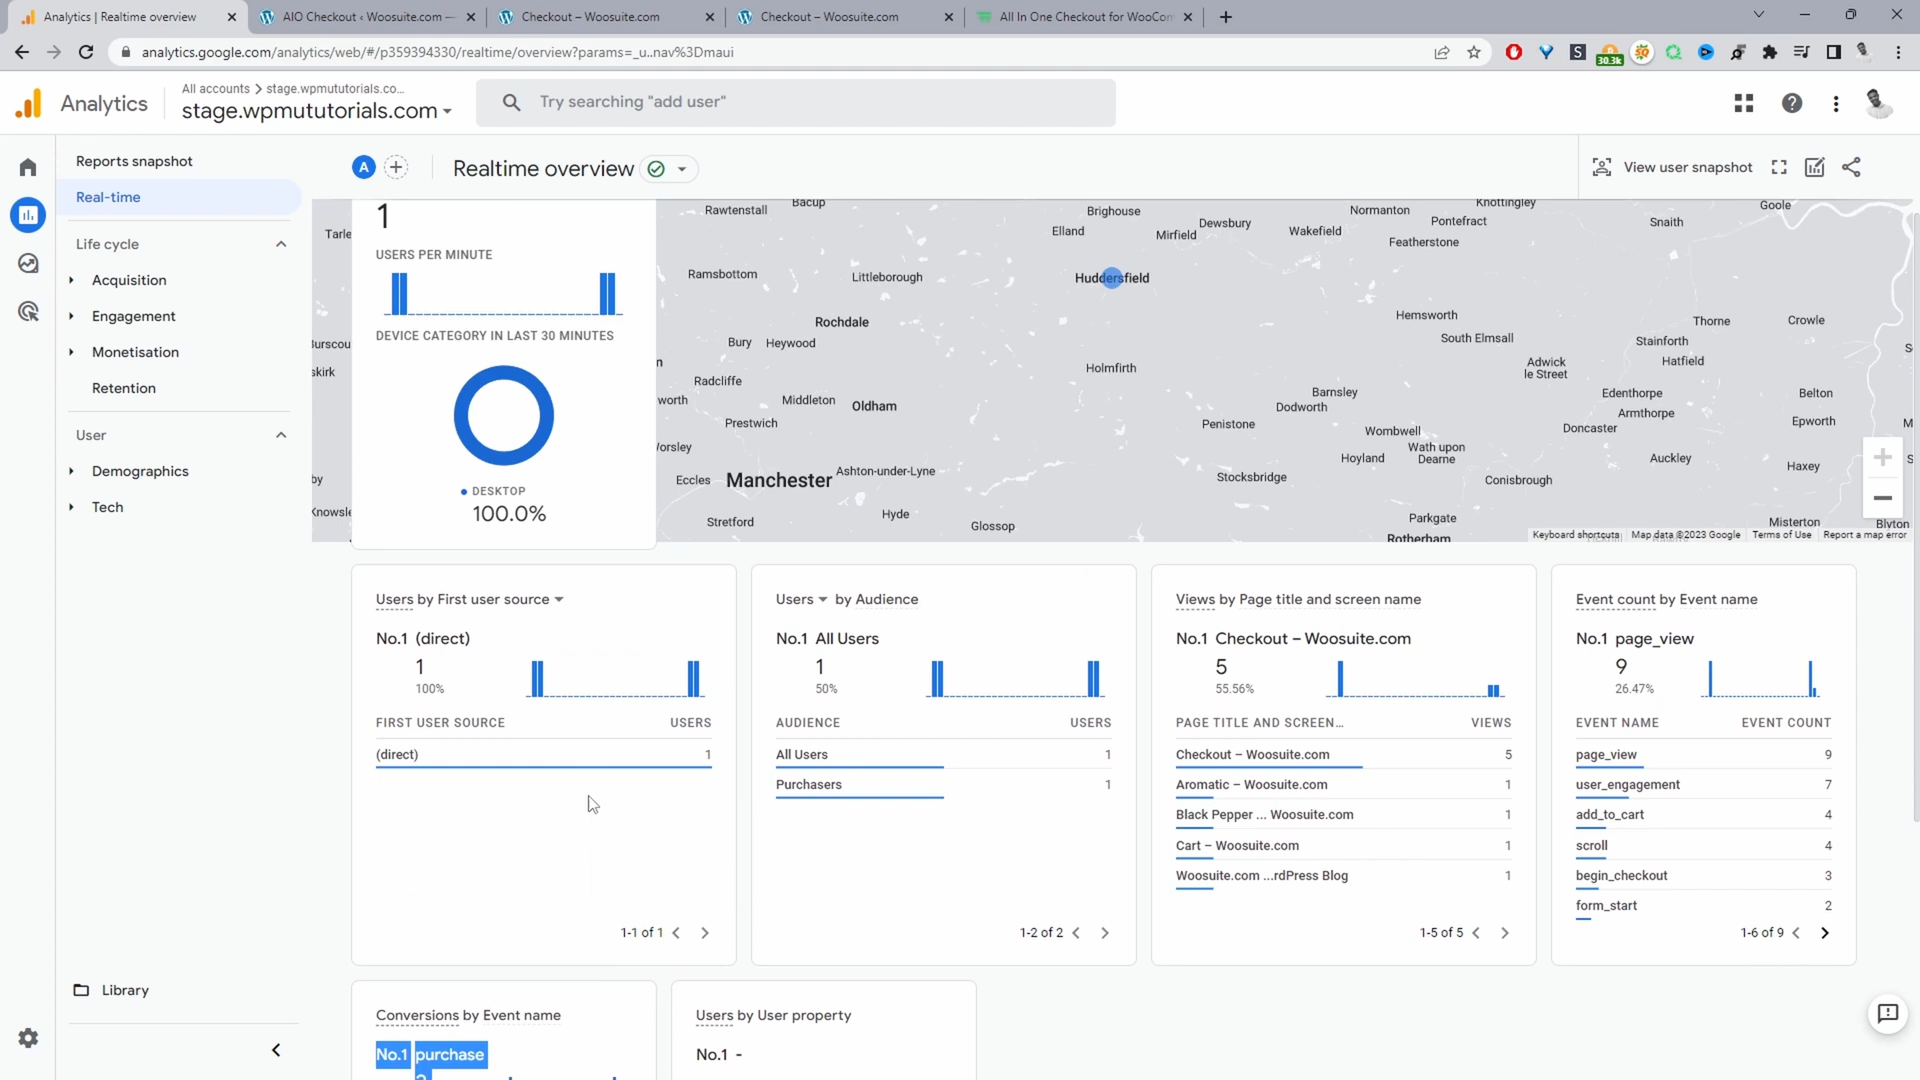 Analytics | Realtime overview
AIO Checkout ‹ Woosuite.com —
Checkout – Woosuite.com
Checkout – Woosuite.com
All In One Checkout for WooCom
analytics.google.com/analytics/web/#/p359394330/realtime/overview?params=_u..nav%3Dmaui
30.3k
Analytics
All accounts > stage.wpmututorials.co...
stage.wpmututorials.com
Try searching "add user"
Reports snapshot
Real-time
Life cycle
Acquisition
Engagement
Monetisation
Retention
User
Demographics
Tech
Library
A
Realtime overview
View user snapshot
1
USERS PER MINUTE
DEVICE CATEGORY IN LAST 30 MINUTES
DESKTOP
100.0%
Rawtenstall
Bacup
Brighouse
Normanton
Knottingley
Goole
Tarle
Elland
Mirfield
Dewsbury
Wakefield
Pontefract
Featherstone
Snaith
Ramsbottom
Littleborough
Huddersfield
Hemsworth
Thorne
Crowle
Rochdale
Bury
Heywood
South Elmsall
Stainforth
Burscou
skirk
Holmfirth
Adwick
le Street
Hatfield
Radcliffe
Barnsley
Edenthorpe
Belton
worth
Middleton
Oldham
Dodworth
Armthorpe
Prestwich
Penistone
Wombwell
Doncaster
Epworth
Worsley
Hoyland
Wath upon
Dearne
Auckley
Haxey
by
Eccles
Manchester
Ashton-under-Lyne
Stocksbridge
Conisbrough
Knowsle
Stretford
Hyde
Glossop
Parkgate
Rotherham
Misterton
Blyton
Keyboard shortcuts
Map data ©2023 Google
Terms of Use
Report a map error
Users by First user source
No.1 (direct)
1
100%
FIRST USER SOURCE USERS
(direct) 1
1-1 of 1
Users by Audience
No.1 All Users
1
50%
AUDIENCE USERS
All Users 1
Purchasers 1
1-2 of 2
Views by Page title and screen name
No.1 Checkout – Woosuite.com
5
55.56%
PAGE TITLE AND SCREEN... VIEWS
Checkout – Woosuite.com 5
Aromatic – Woosuite.com 1
Black Pepper ... Woosuite.com 1
Cart – Woosuite.com 1
Woosuite.com ...rdPress Blog 1
1-5 of 5
Event count by Event name
No.1 page_view
9
26.47%
EVENT NAME EVENT COUNT
page_view 9
user_engagement 7
add_to_cart 4
scroll 4
begin_checkout 3
form_start 2
1-6 of 9
Conversions by Event name
No.1 purchase
Users by User property
No.1 -